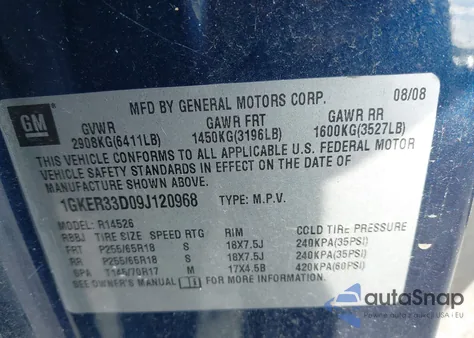 MFD BY GENERAL MOTORS CORP. 08/08
GM
GVWR GAWR FRT GAWR RR
2908KG(6411LB) 1450KG(3196LB) 1600KG(3527LB)
THIS VEHICLE CONFORMS TO ALL APPLICABLE U.S. FEDERAL MOTOR
VEHICLE SAFETY STANDARDS IN EFFECT ON THE DATE OF
MANUFACTURE SHOWN ABOVE.
1GKER33D09J120968 TYPE: M.P.V.
MODEL: R14526
RBBJ TIRE SIZE SPEED RTG RIM COLD TIRE PRESSURE
FRT P255/65R18 S 18X7.5J 240KPA(35PSI)
RR P255/65R18 S 18X7.5J 240KPA(35PSI)
SPA 17X4.5B 420KPA(60PSI)
SEE OWNER'S MANUAL FOR MORE INFORMATION
autoSnap